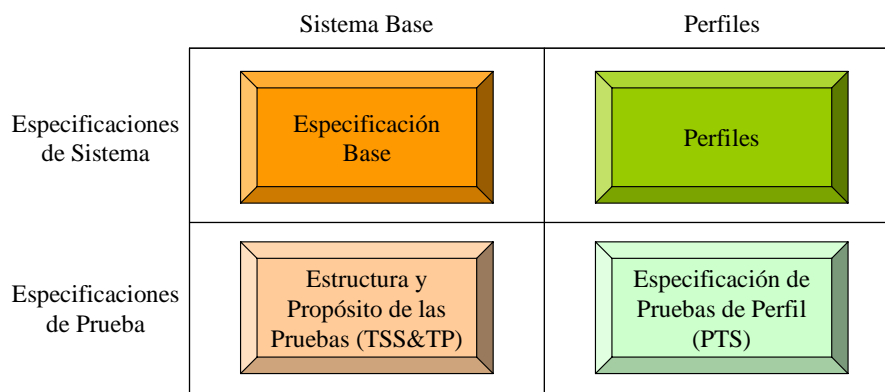 Sistema Base
Perfiles
Especificaciones
de Sistema
Especificación
Base
Perfiles
Especificaciones
de Prueba
Estructura y
Propósito de las
Pruebas (TSS&TP)
Especificación de
Pruebas de Perfil
(PTS)